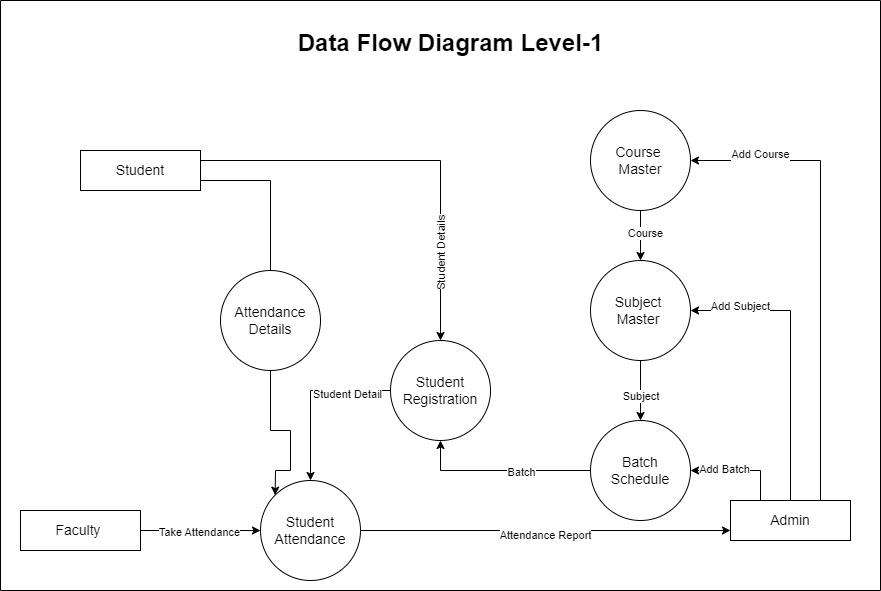 Data Flow Diagram Level-1
Student
Course
Master
Add Course
Student Details
Course
Attendance
Details
Subject
Master
Add Subject
Student
Registration
Student Detail
Subject
Batch
Batch
Schedule
Add Batch
Faculty
Take Attendance
Student
Attendance
Attendance Report
Admin